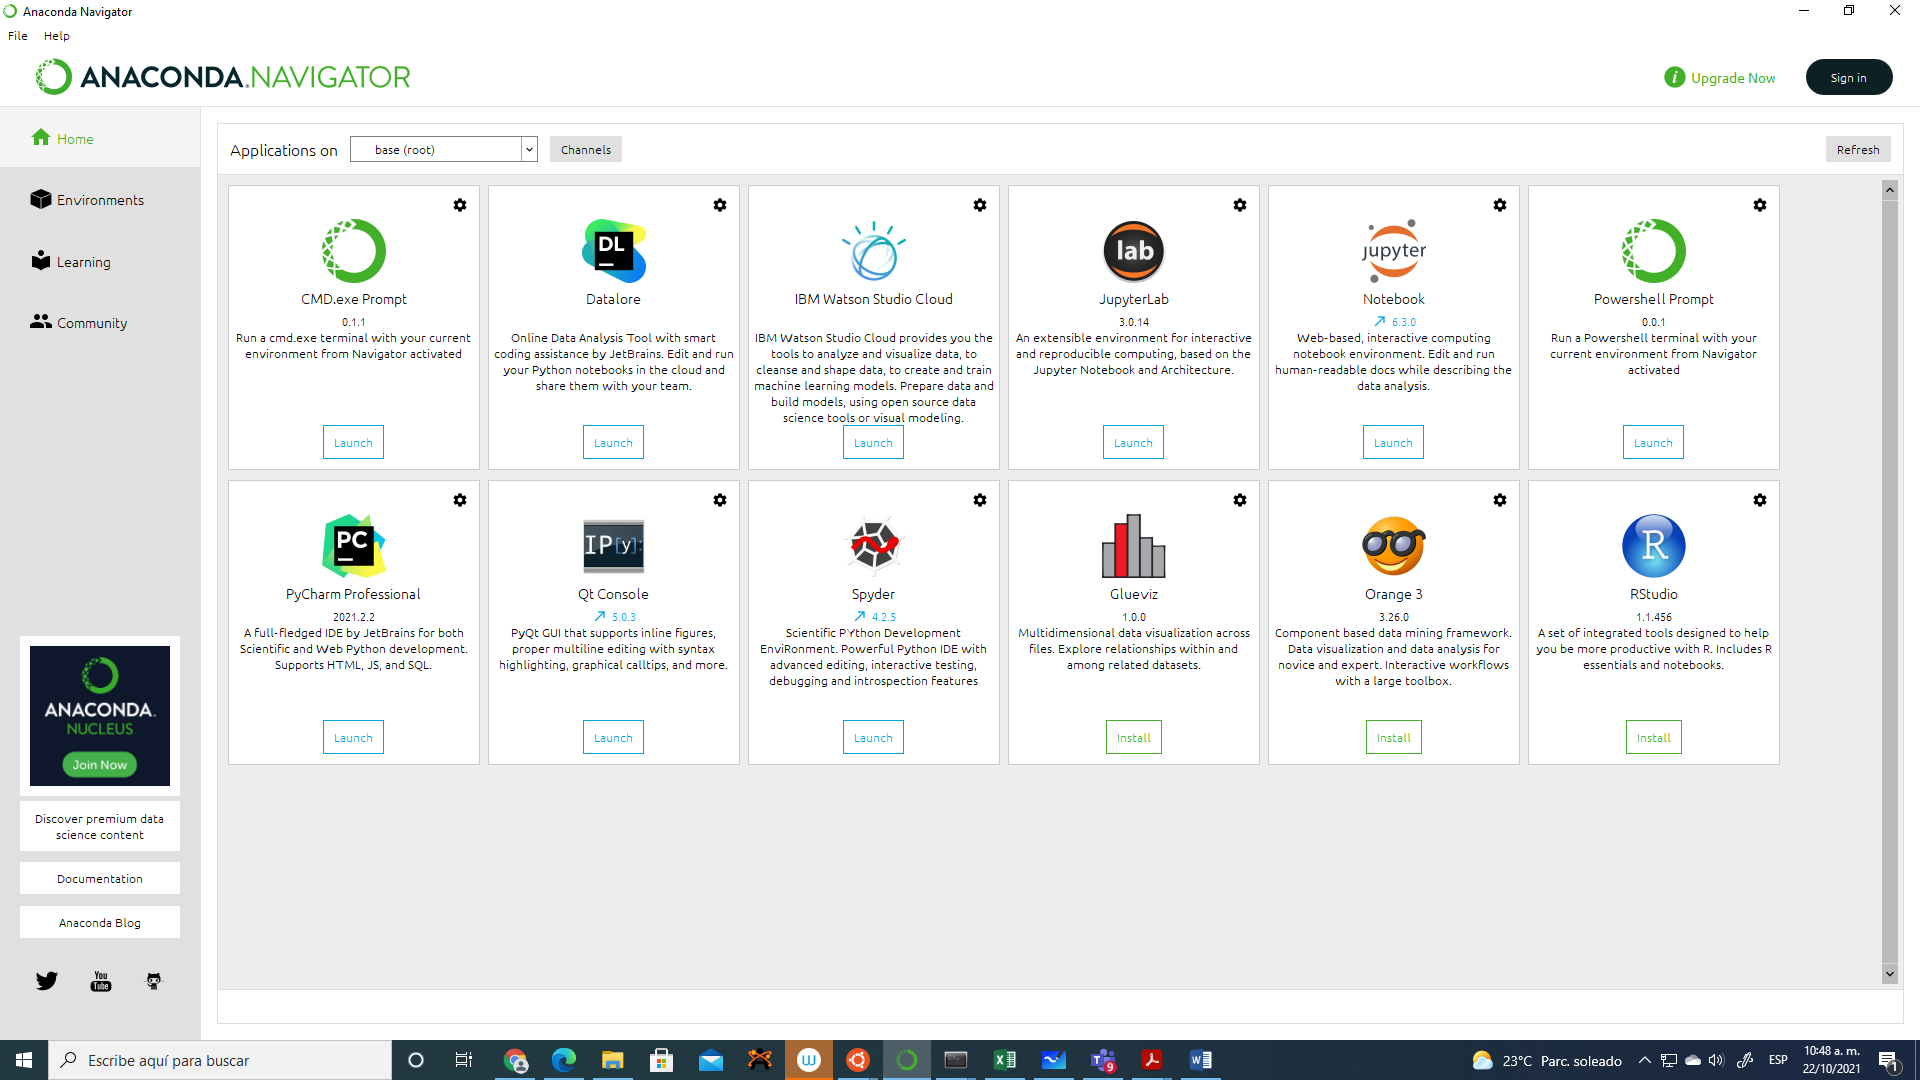 Anaconda Navigator
File Help
ANACONDA.NAVIGATOR
Upgrade Now
Sign in
Home
Environments
Learning
Community
ANACONDA.
NUCLEUS
Join Now
Discover premium data
science content
Documentation
Anaconda Blog
You
Tube
Applications on
base (root)
Channels
Refresh
CMD.exe Prompt
0.1.1
Run a cmd.exe terminal with your current
environment from Navigator activated
Launch
DL
Datalore
Online Data Analysis Tool with smart
coding assistance by JetBrains. Edit and run
your Python notebooks in the cloud and
share them with your team.
Launch
IBM Watson Studio Cloud
IBM Watson Studio Cloud provides you the
tools to analyze and visualize data, to
cleanse and shape data, to create and train
machine learning models. Prepare data and
build models, using open source data
science tools or visual modeling.
Launch
lab
JupyterLab
3.0.14
An extensible environment for interactive
and reproducible computing, based on the
Jupyter Notebook and Architecture.
Launch
jupyter
Notebook
6.3.0
Web-based, interactive computing
notebook environment. Edit and run
human-readable docs while describing the
data analysis.
Launch
Powershell Prompt
0.0.1
Run a Powershell terminal with your
current environment from Navigator
activated
Launch
PC
PyCharm Professional
2021.2.2
A full-fledged IDE by JetBrains for both
Scientific and Web Python development.
Supports HTML, JS, and SQL.
Launch
IP[y]:
Qt Console
5.0.3
PyQt GUI that supports inline figures,
proper multiline editing with syntax
highlighting, graphical calltips, and more.
Launch
Spyder
4.2.5
Scientific PYthon Development
EnviRonment. Powerful Python IDE with
advanced editing, interactive testing,
debugging and introspection features
Launch
Glueviz
1.0.0
Multidimensional data visualization across
files. Explore relationships within and
among related datasets.
Install
Orange 3
3.26.0
Component based data mining framework.
Data visualization and data analysis for
novice and expert. Interactive workflows
with a large toolbox.
Install
R
RStudio
1.1.456
A set of integrated tools designed to help
you be more productive with R. Includes R
essentials and notebooks.
Install
Escribe aquí para buscar
9
23°C Parc. soleado
ESP
10:48 a. m.
22/10/2021
1